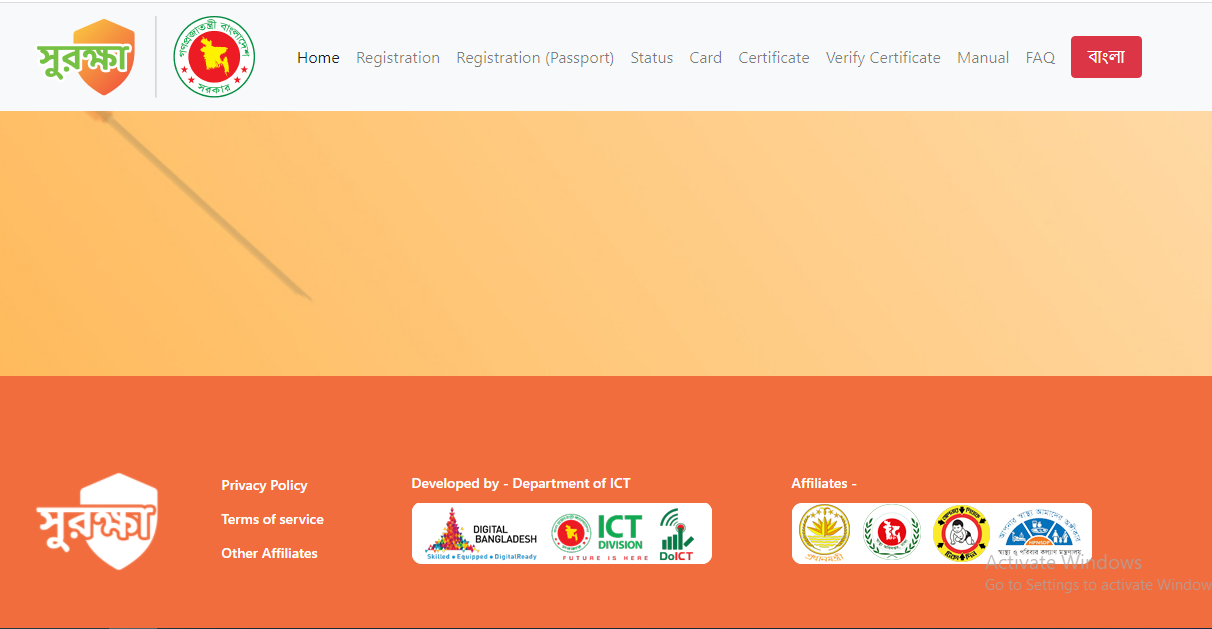 সুরক্ষা
গণপ্রজাতন্ত্রী বাংলাদেশ
সরকার
Home Registration Registration (Passport) Status Card Certificate Verify Certificate Manual FAQ বাংলা
সুরক্ষা
Privacy Policy
Terms of service
Other Affiliates
Developed by - Department of ICT
DIGITAL
BANGLADESH
Skilled Equipped DigitalReady
ICT
DIVISION
FUTURE IS HERE
DoICT
Affiliates -
স্বাস্থ্য ও পরিবার কল্যাণ মন্ত্রণালয়
Activate Windows
Go to Settings to activate Window